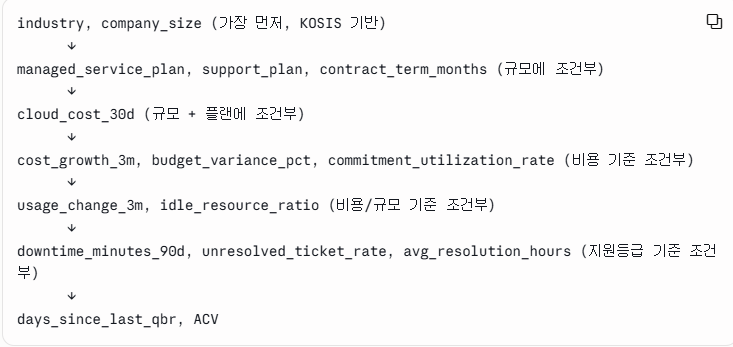 industry, company_size (가장 먼저, KOSIS 기반)
↓
managed_service_plan, support_plan, contract_term_months (규모에 조건부)
↓
cloud_cost_30d (규모 + 플랜에 조건부)
↓
cost_growth_3m, budget_variance_pct, commitment_utilization_rate (비용 기준 조건부)
↓
usage_change_3m, idle_resource_ratio (비용/규모 기준 조건부)
↓
downtime_minutes_90d, unresolved_ticket_rate, avg_resolution_hours (지원등급 기준 조건
부)
↓
days_since_last_qbr, ACV